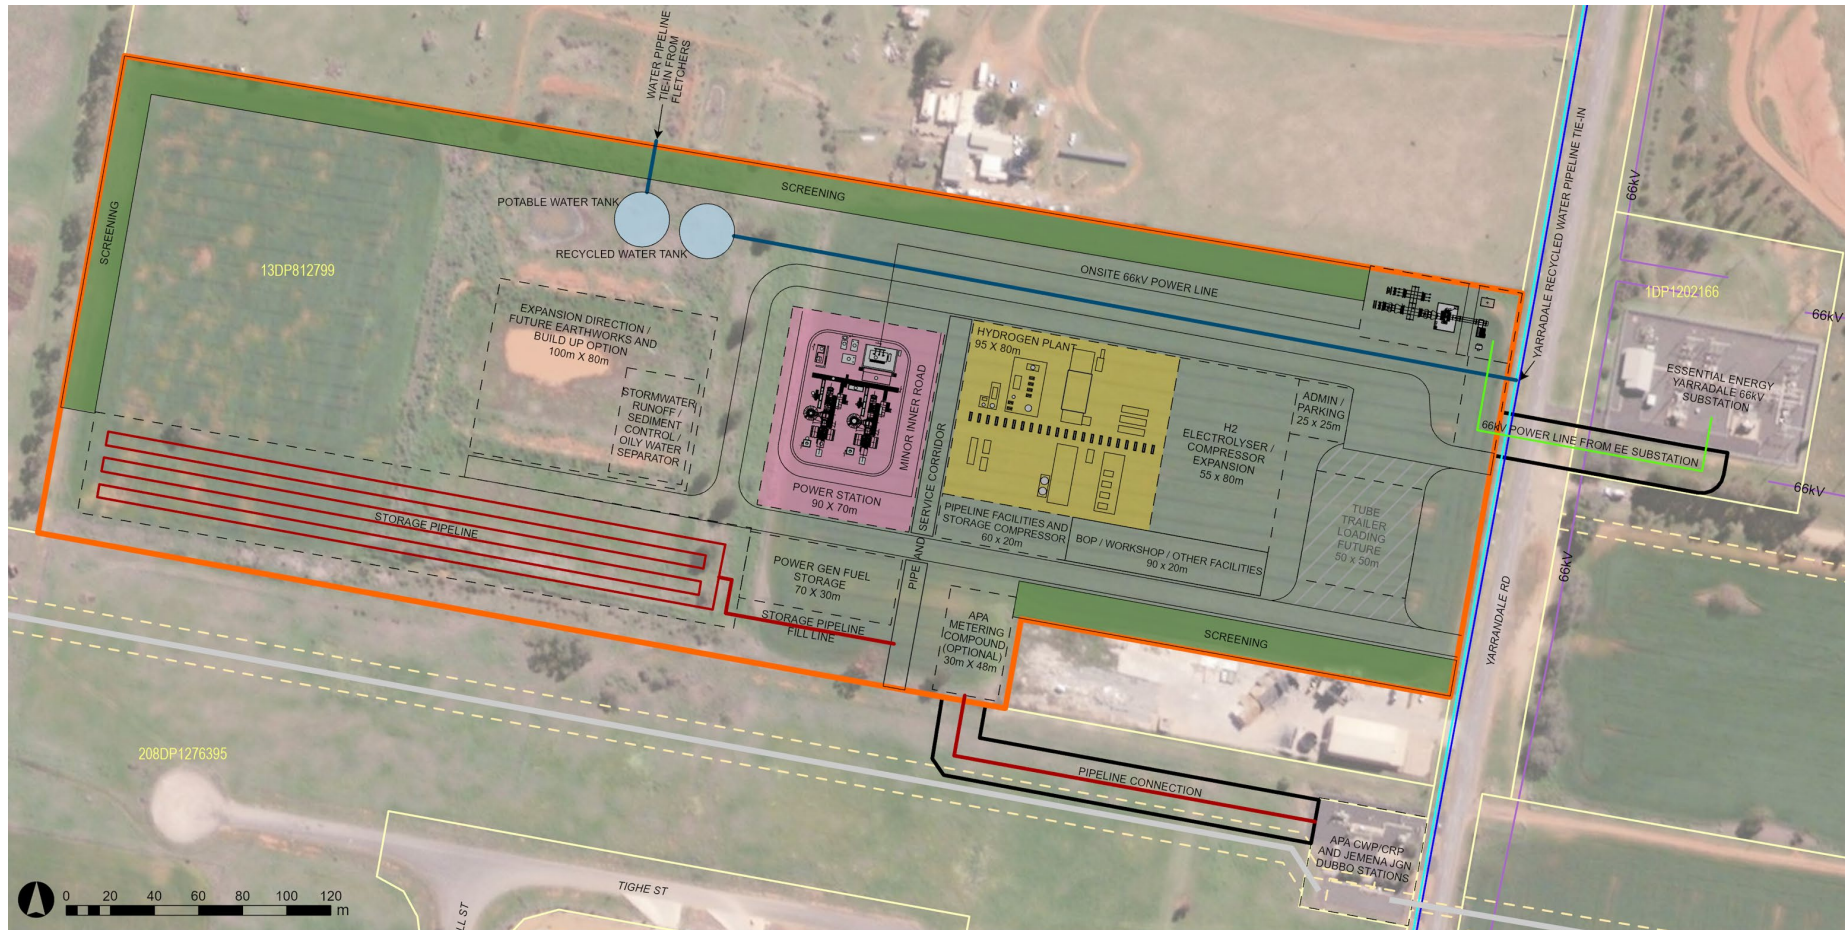 WATER PIPELINE
TIE-IN FROM
FLETCHERS
SCREENING
POTABLE WATER TANK
RECYCLED WATER TANK
SCREENING
13DP812799
ONSITE 66kV POWER LINE
YARRADALE RECYCLED WATER PIPELINE TIE-IN
66kV
1DP1202166
66kV
ESSENTIAL ENERGY
YARRADALE 66kV
SUBSTATION
66kV POWER LINE FROM EE SUBSTATION
66kV
66kV
EXPANSION DIRECTION /
FUTURE EARTHWORKS AND
BUILD UP OPTION
100m X 80m
STORMWATER
RUNOFF /
SEDIMENT
CONTROL /
OILY WATER
SEPARATOR
POWER STATION
90 X 70m
MINOR INNER ROAD
PIPE AND SERVICE CORRIDOR
HYDROGEN PLANT
95 X 80m
H2
ELECTROLYSER /
COMPRESSOR
EXPANSION
55 x 80m
ADMIN /
PARKING
25 x 25m
TUBE
TRAILER
LOADING
FUTURE
50 x 50m
PIPELINE FACILITIES AND
STORAGE COMPRESSOR
60 x 20m
BOP / WORKSHOP / OTHER FACILITIES
90 x 20m
STORAGE PIPELINE
POWER GEN FUEL
STORAGE
70 X 30m
STORAGE PIPELINE
FILL LINE
APA
METERING
COMPOUND
(OPTIONAL)
30m X 48m
SCREENING
YARRANDALE RD
208DP1276395
PIPELINE CONNECTION
APA CWP/CRP
AND JEMENA JGN
DUBBO STATIONS
TIGHE ST
LL ST
0 20 40 60 80 100 120
m